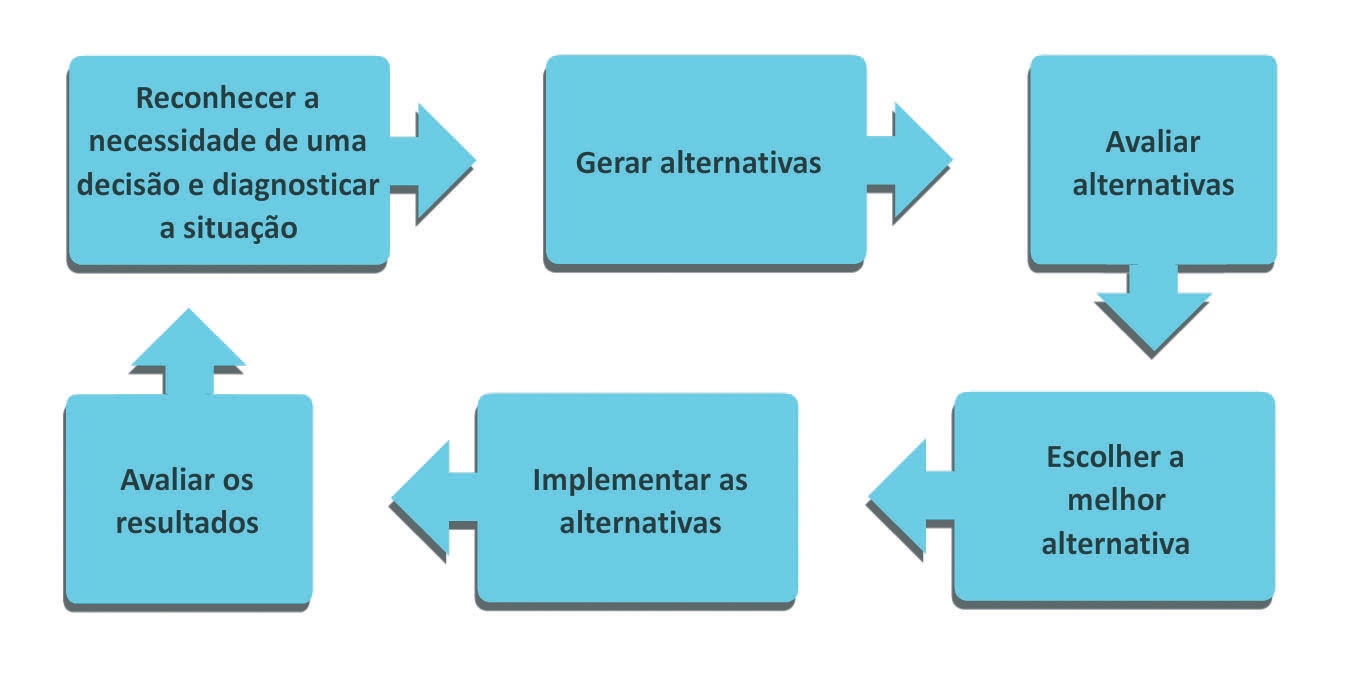 Reconhecer a
necessidade de uma
decisão e diagnosticar
a situação
Gerar alternativas
Avaliar
alternativas
Escolher a
melhor
alternativa
Implementar as
alternativas
Avaliar os
resultados